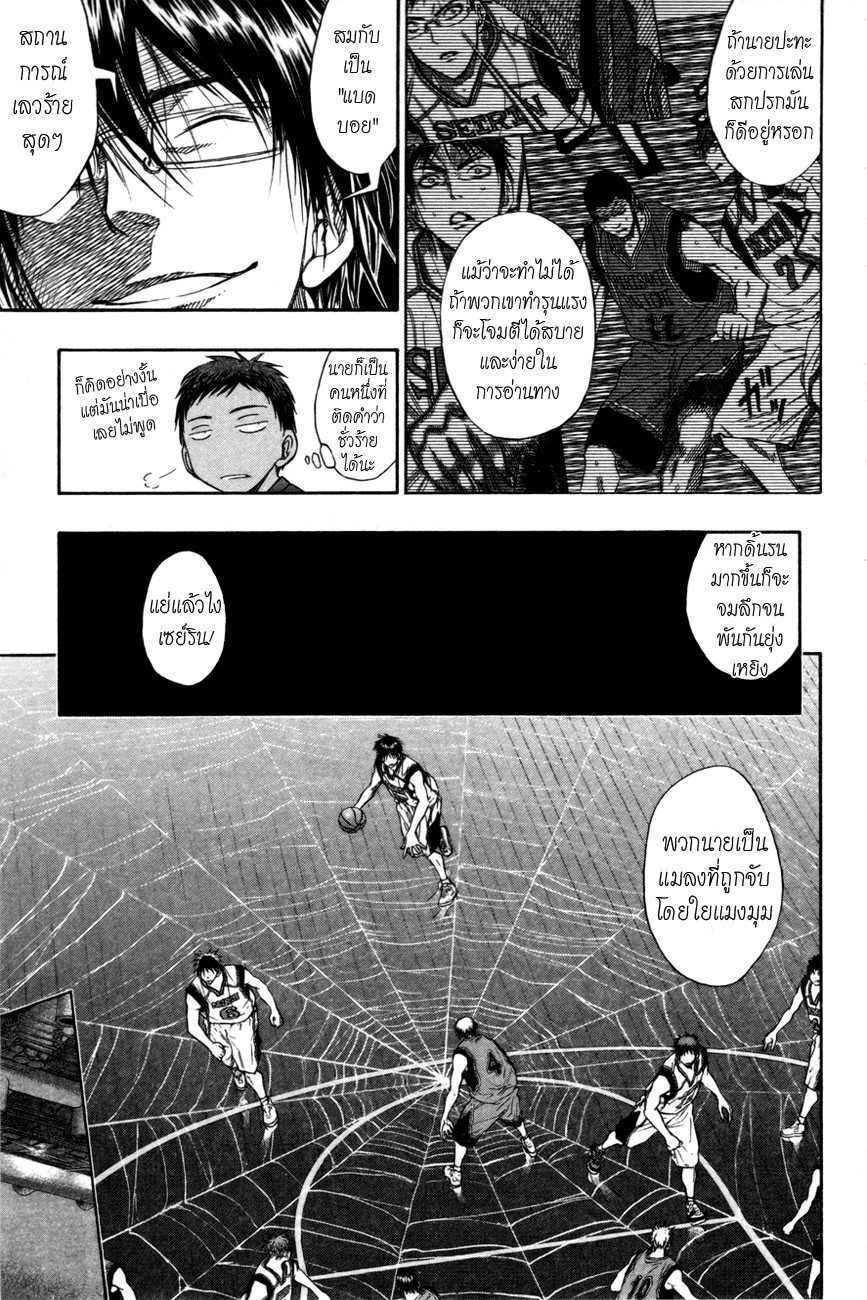 ถ้านายปะทะ
ด้วยการเล่น
สกปรกมัน
ก็ดีอยู่หรอก
แม้ว่าจะทำไม่ได้
ถ้าพวกเขาทำรุนแรง
ก็จะโจมตีได้สบาย
และง่ายใน
การอ่านทาง
สมกับ
เป็น
"แบด
บอย"
สถาน
การณ์
เลวร้าย
สุดๆ
SEIRIN
SEIRIN
7
12
ガッ
นายก็เป็น
คนหนึ่งที่
ติดคำว่า
ชั่วร้าย
ได้นะ
ก็คิดอย่างงั้น
แต่มันน่าเบื่อ
เลยไม่พูด
หากดิ้นรน
มากขึ้นก็จะ
จมลึกจน
พันกันยุ่ง
เหยิง
แย่แล้วไง
เซย์ริน!
พวกนายเป็น
แมลงที่ถูกจับ
โดยใยแมงมุม
4
10